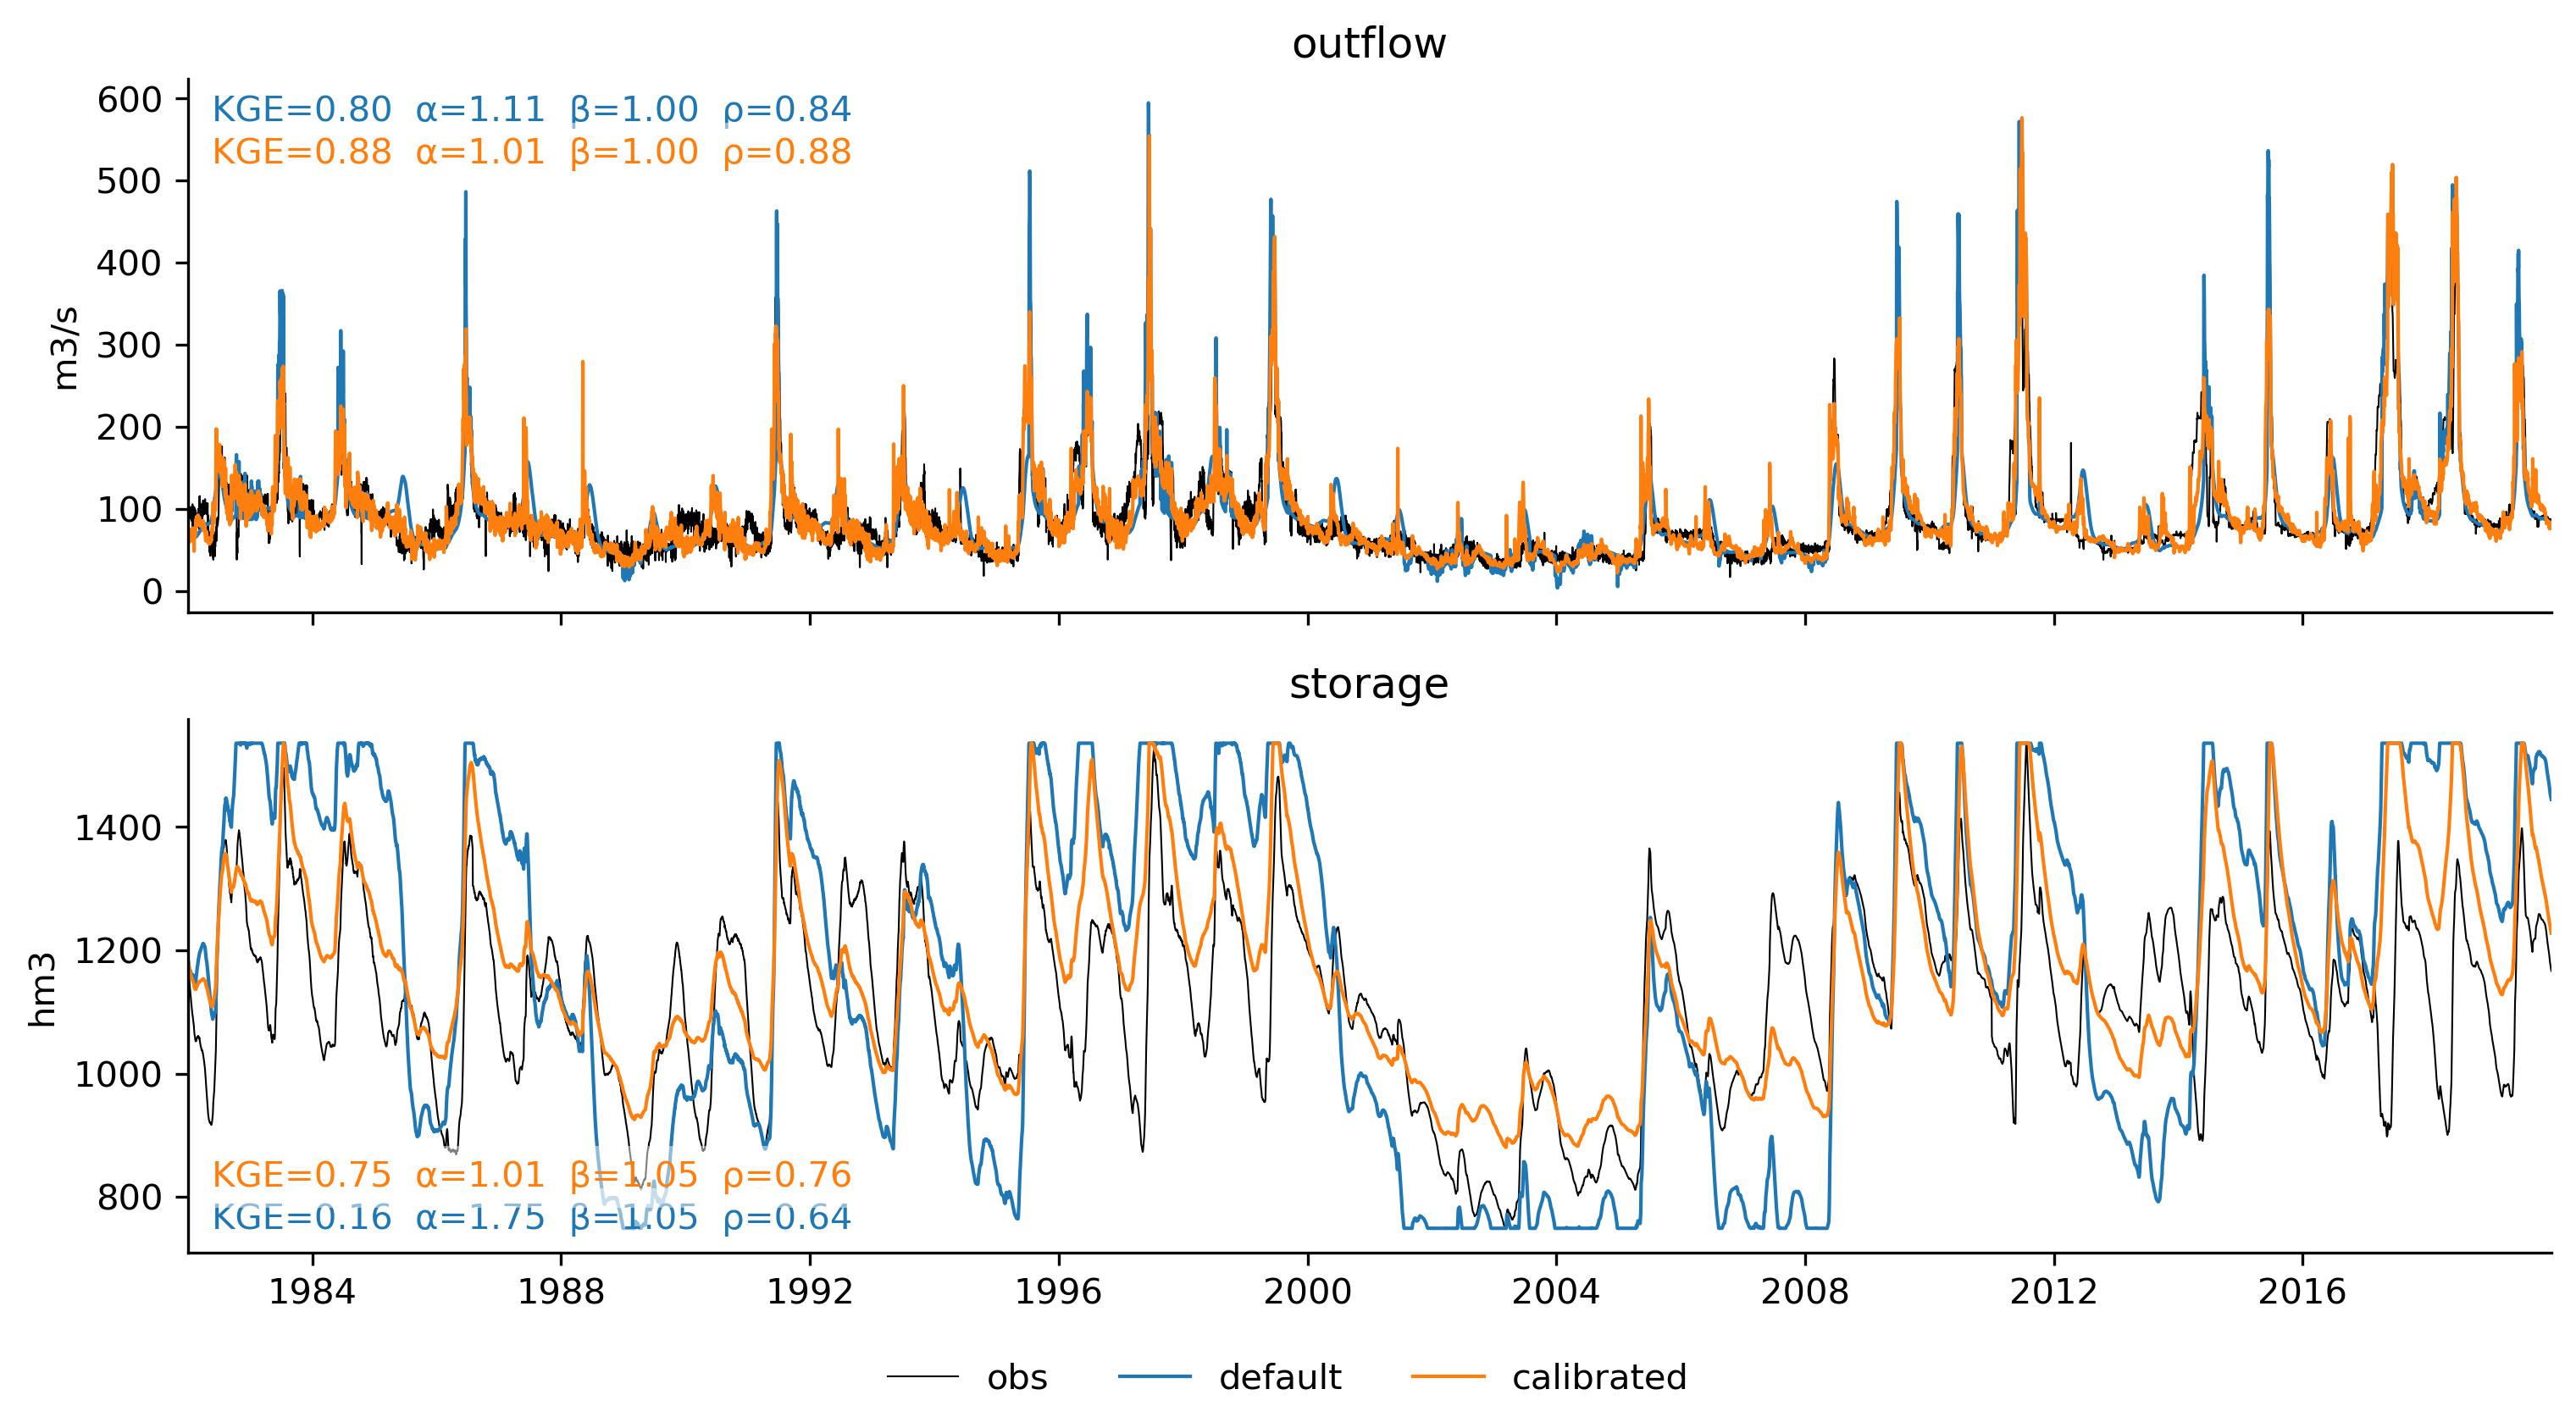 outflow
600
500
400
300
200
100
0
m3/s
KGE=0.80 α=1.11 β=1.00 ρ=0.84
KGE=0.88 α=1.01 β=1.00 ρ=0.88
storage
1400
1200
1000
800
hm3
KGE=0.75 α=1.01 β=1.05 ρ=0.76
KGE=0.16 α=1.75 β=1.05 ρ=0.64
1984 1988 1992 1996 2000 2004 2008 2012 2016
obs default calibrated